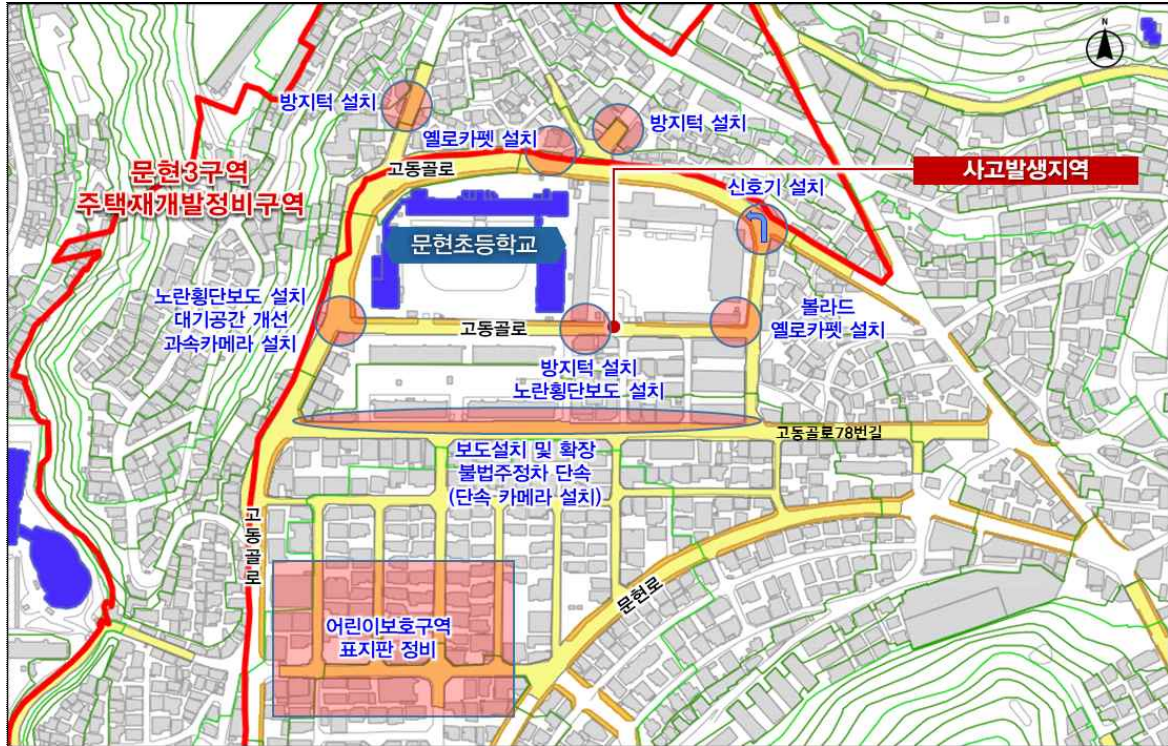 N
방지턱 설치
옐로카펫 설치
방지턱 설치
문현3구역
주택재개발정비구역
고동골로
사고발생지역
신호기 설치
문현초등학교
노란횡단보도 설치
대기공간 개선
과속카메라 설치
고동골로
볼라드
옐로카펫 설치
방지턱 설치
노란횡단보도 설치
고동골로78번길
보도설치 및 확장
불법주정차 단속
(단속 카메라 설치)
고동골로
문현로
어린이보호구역
표지판 정비